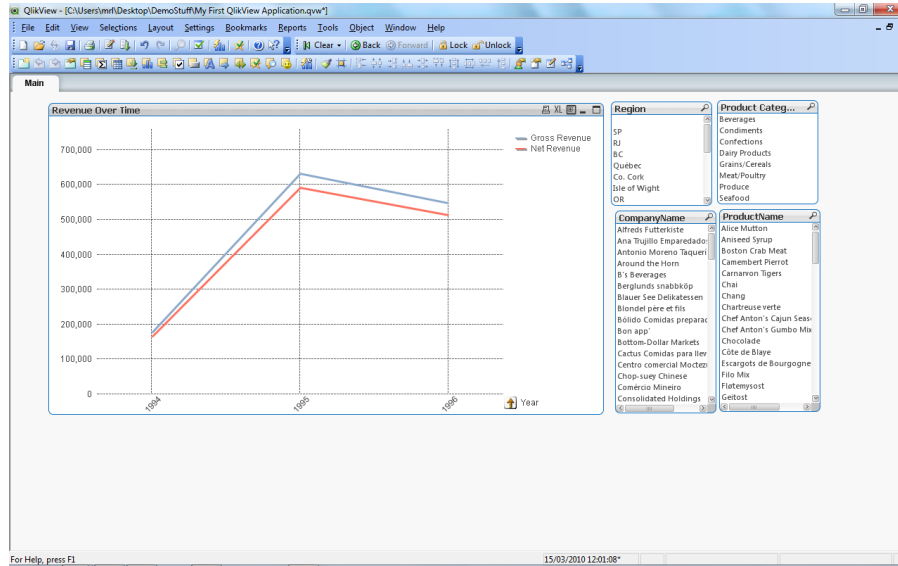 QlikView - [C:\Users\mrl\Desktop\DemoStuff\My First QlikView Application.qvw*]
File Edit View Selections Layout Settings Bookmarks Reports Tools Object Window Help
Clear Back Forward Lock Unlock
Main
Revenue Over Time
XL
Gross Revenue
Net Revenue
700,000
600,000
500,000
400,000
300,000
200,000
100,000
0
1994 1995 1996
Year
Region
SP
RJ
BC
Québec
Co. Cork
Isle of Wight
OR
Product Categ...
Beverages
Condiments
Confections
Dairy Products
Grains/Cereals
Meat/Poultry
Produce
Seafood
CompanyName
Alfreds Futterkiste
Ana Trujillo Emparedado
Antonio Moreno Taquerí
Around the Horn
B's Beverages
Berglunds snabbköp
Blauer See Delikatessen
Blondel père et fils
Bólido Comidas preparac
Bon app'
Bottom-Dollar Markets
Cactus Comidas para llev
Centro comercial Moctez
Chop-suey Chinese
Comércio Mineiro
Consolidated Holdings
ProductName
Alice Mutton
Aniseed Syrup
Boston Crab Meat
Camembert Pierrot
Carnarvon Tigers
Chai
Chang
Chartreuse verte
Chef Anton's Cajun Seas
Chef Anton's Gumbo Mix
Chocolade
Côte de Blaye
Escargots de Bourgogne
Filo Mix
Fløtemysost
Geitost
For Help, press F1
15/03/2010 12:01:08*